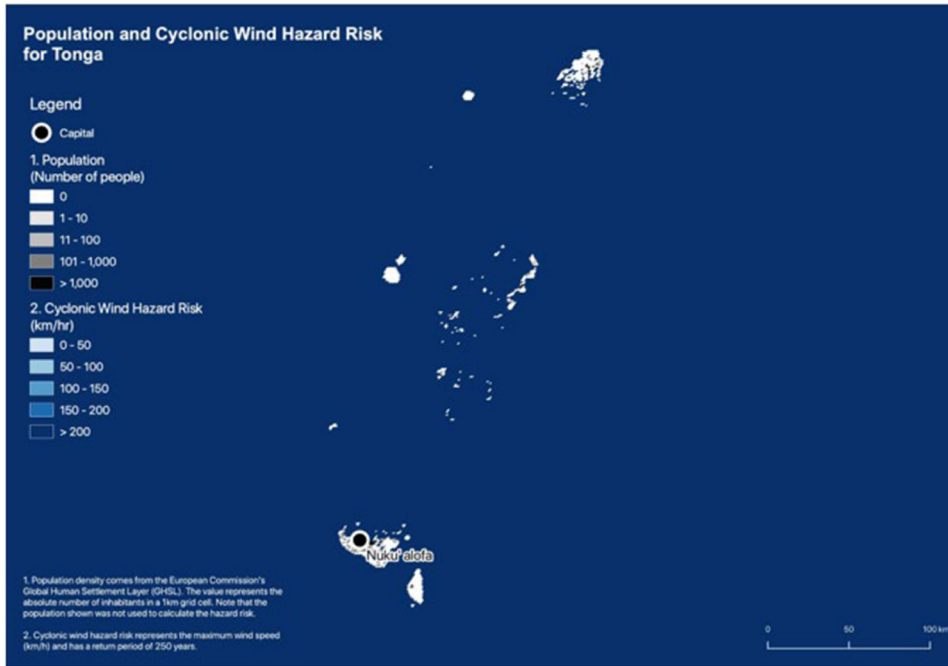 Population and Cyclonic Wind Hazard Risk
for Tonga
Legend
Capital
1. Population
(Number of people)
0
1 - 10
11 - 100
101 - 1,000
> 1,000
2. Cyclonic Wind Hazard Risk
(km/hr)
0 - 50
50 - 100
100 - 150
150 - 200
> 200
Nuku' alofa
1. Population density comes from the European Commission's
Global Human Settlement Layer (GHSL). The value represents the
absolute number of inhabitants in a 1km grid cell. Note that the
population shown was not used to calculate the hazard risk.
2. Cyclonic wind hazard risk represents the maximum wind speed
(km/h) and has a return period of 250 years.
0 50 100 km